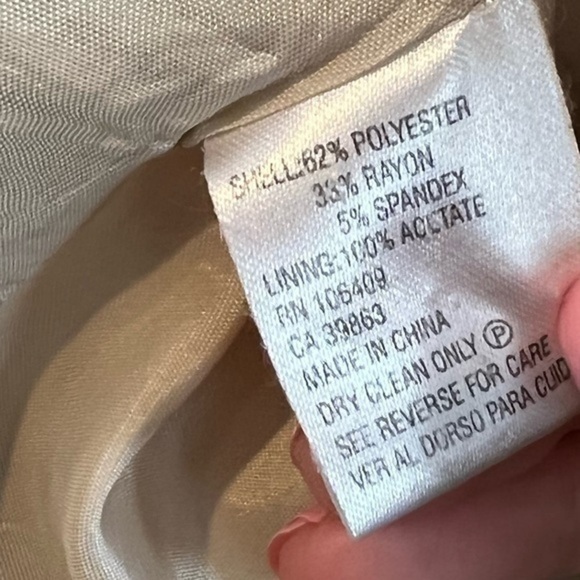 SHELL:62% POLYESTER
33% RAYON
5% SPANDEX
LINING:100% ACETATE
RN 106409
CA 39863
MADE IN CHINA
DRY CLEAN ONLY Ⓟ
SEE REVERSE FOR CARE
VER AL DORSO PARA CUID